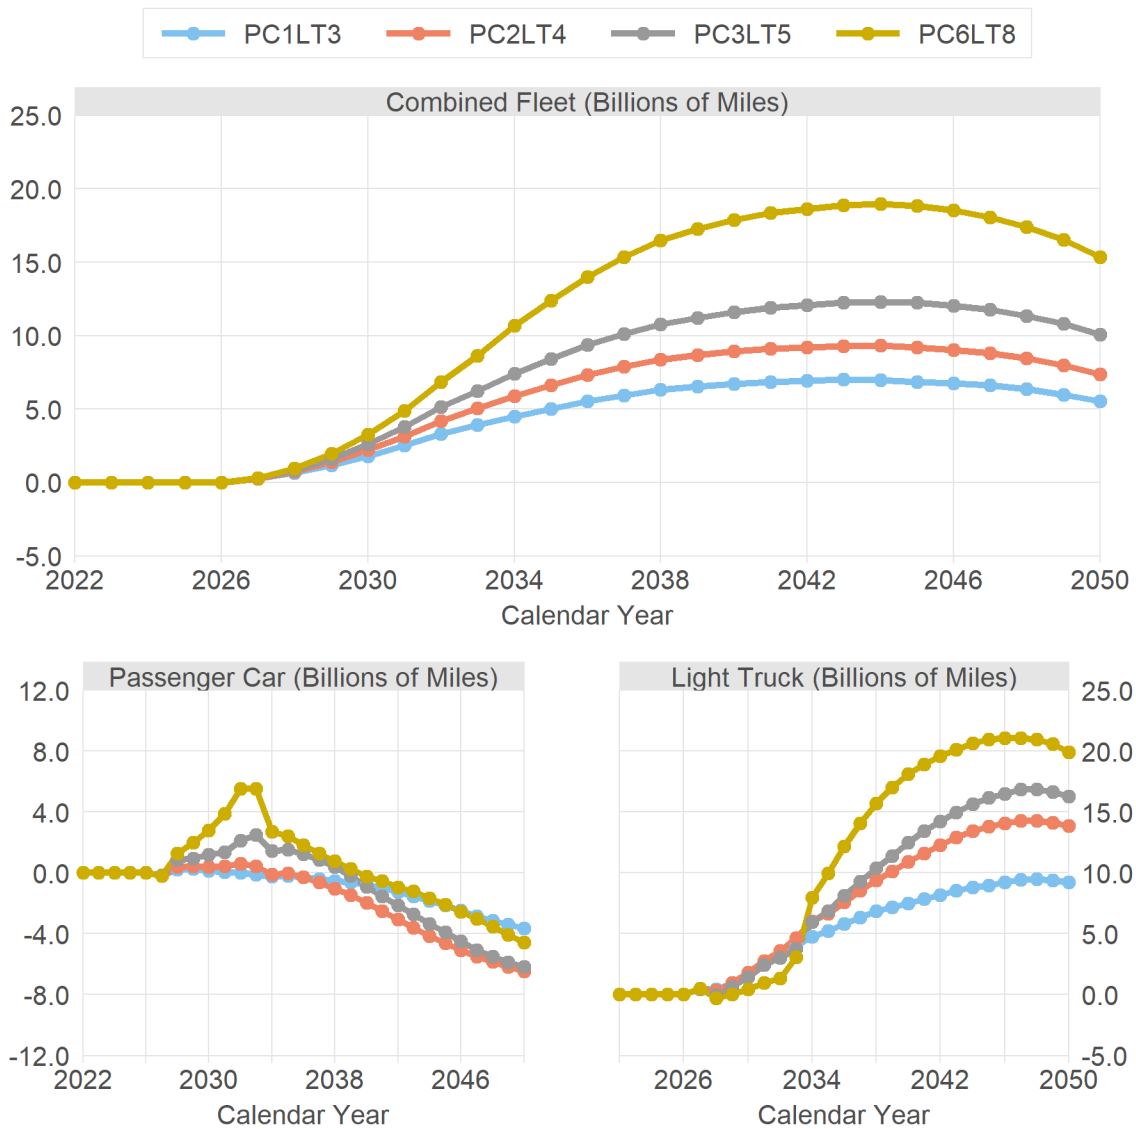 PC1LT3 PC2LT4 PC3LT5 PC6LT8
Combined Fleet (Billions of Miles)
25.0
20.0
15.0
10.0
5.0
0.0
-5.0
2022 2026 2030 2034 2038 2042 2046 2050
Calendar Year
Passenger Car (Billions of Miles)
12.0
8.0
4.0
0.0
-4.0
-8.0
-12.0
2022 2030 2038 2046
Calendar Year
Light Truck (Billions of Miles)
25.0
20.0
15.0
10.0
5.0
0.0
-5.0
2026 2034 2042 2050
Calendar Year